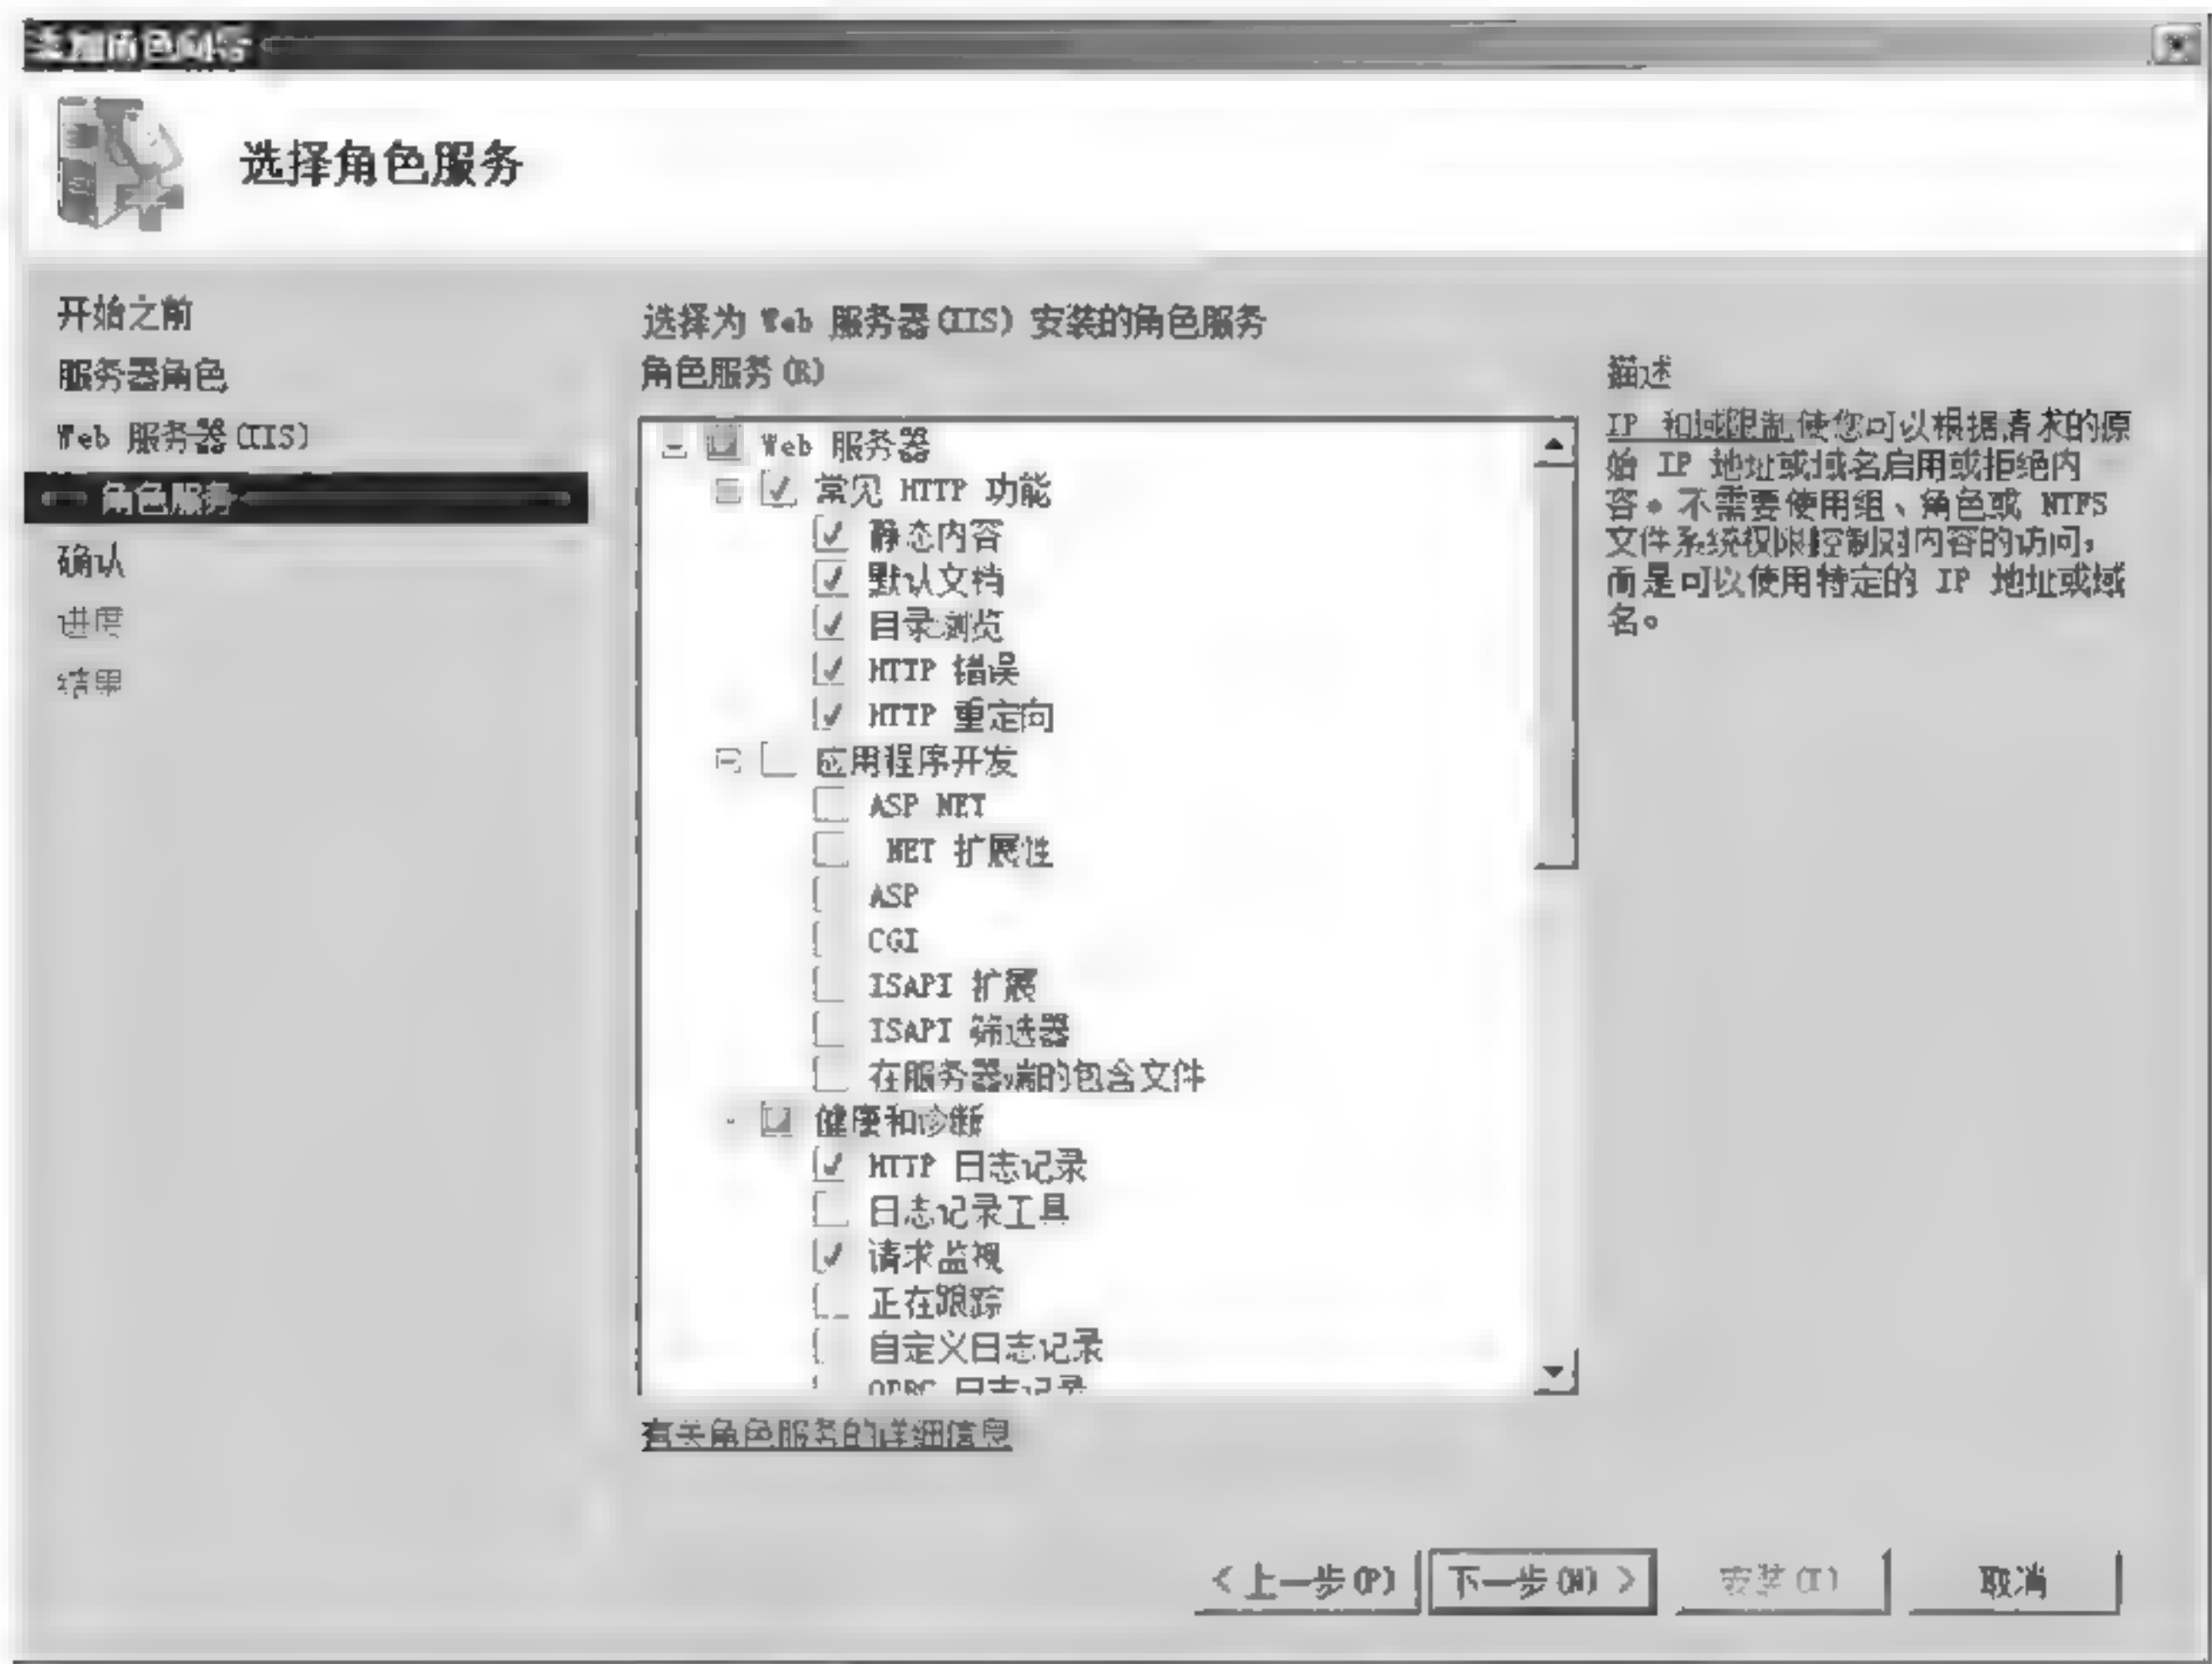 添加角色向导
选择角色服务
开始之前
服务器角色
Web 服务器(IIS)
角色服务
确认
进度
结果
选择为 Web 服务器(IIS) 安装的角色服务
角色服务(R)
Web 服务器
常见 HTTP 功能
静态内容
默认文档
目录浏览
HTTP 错误
HTTP 重定向
应用程序开发
ASP NET
NET 扩展性
ASP
CGI
ISAPI 扩展
ISAPI 筛选器
在服务器端的包含文件
健康和诊断
HTTP 日志记录
日志记录工具
请求监视
正在跟踪
自定义日志记录
ODBC 日志记录
有关角色服务的详细信息
描述
IP 和域限制使您可以根据请求的原
始 IP 地址或域名启用或拒绝内
容。不需要使用组、角色或 NTFS
文件系统权限控制对内容的访问,
而是可以使用特定的 IP 地址或域
名。
< 上一步(P)
下一步(N) >
安装(I)
取消